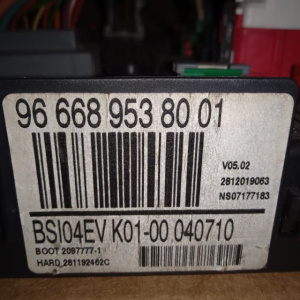 96 668 953 80 01
V05.02
2812019063
NS07177183
BSI04EV K01-00 040710
BOOT 2097777-1
HARD 281192462C